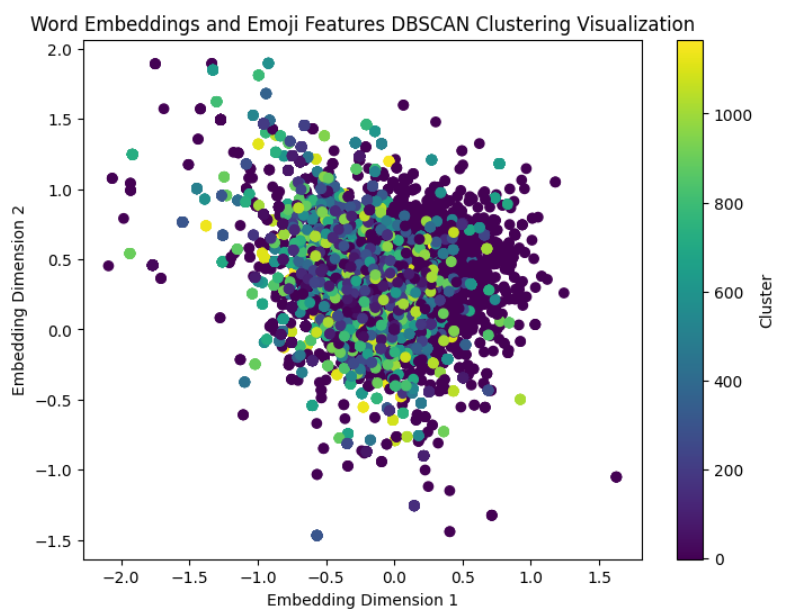 Word Embeddings and Emoji Features DBSCAN Clustering Visualization
2.0
1.5
1.0
0.5
0.0
−0.5
−1.0
−1.5
Embedding Dimension 2
−2.0 −1.5 −1.0 −0.5 0.0 0.5 1.0 1.5
Embedding Dimension 1
1000
800
600
400
200
0
Cluster